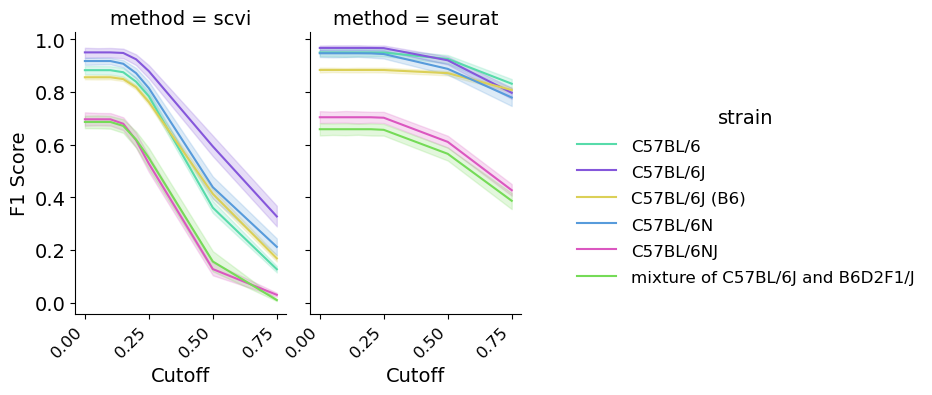 method = scvi
method = seurat
1.0
0.8
0.6
0.4
0.2
0.0
F1 Score
0.00
0.25
0.50
0.75
Cutoff
0.00
0.25
0.50
0.75
Cutoff
strain
C57BL/6
C57BL/6J
C57BL/6J (B6)
C57BL/6N
C57BL/6NJ
mixture of C57BL/6J and B6D2F1/J